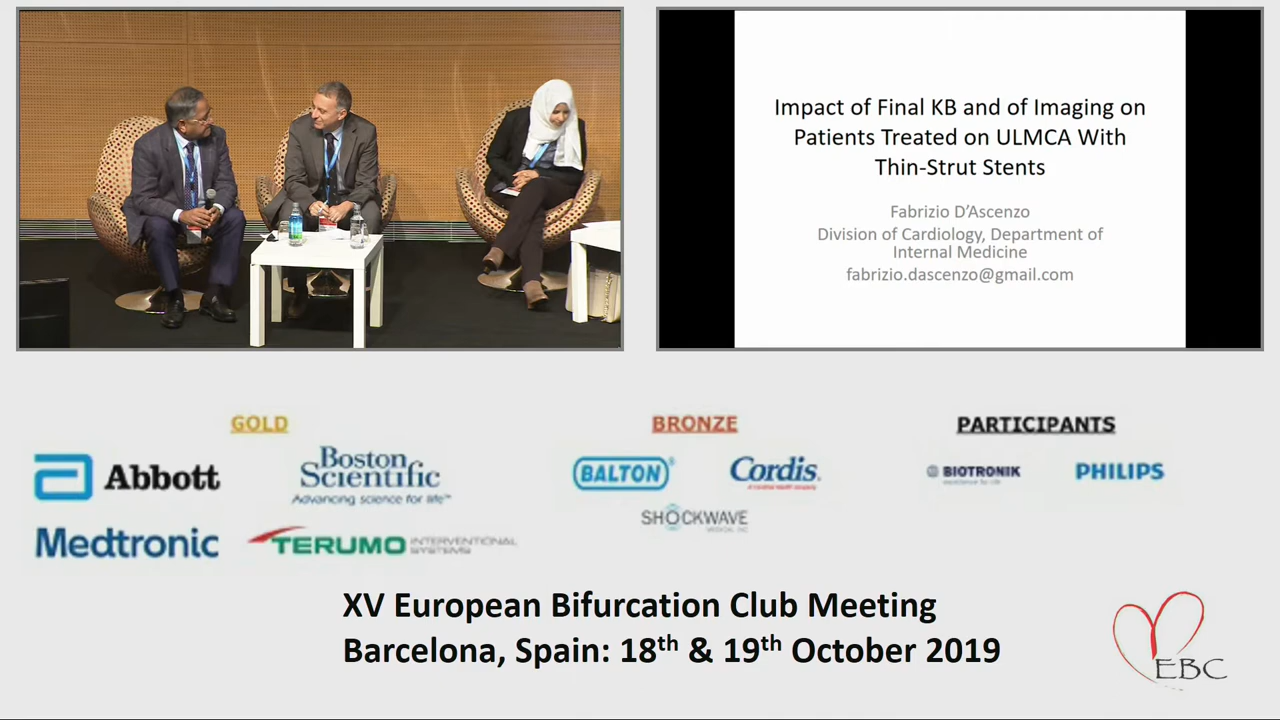 Impact of Final KB and of Imaging on
Patients Treated on ULMCA With
Thin-Strut Stents
Fabrizio D'Ascenzo
Division of Cardiology, Department of
Internal Medicine
fabrizio.dascenzo@gmail.com
GOLD
Abbott
Boston
Scientific
Advancing science for life™
Medtronic
TERUMO INTERVENTIONAL
SYSTEMS
BRONZE
BALTON®
Cordis.
SHOCKWAVE
PARTICIPANTS
BIOTRONIK
PHILIPS
XV European Bifurcation Club Meeting
Barcelona, Spain: 18th & 19th October 2019
EBC